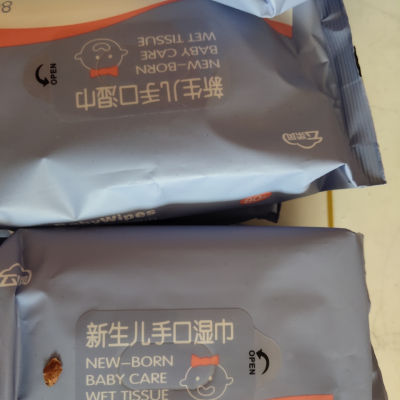 新生儿手口湿巾
NEW-BORN
BABY CARE
WET TISSUE
OPEN
Wipes
新生儿手口湿巾
NEW-BORN
BABY CARE
WET TISSUE
OPEN